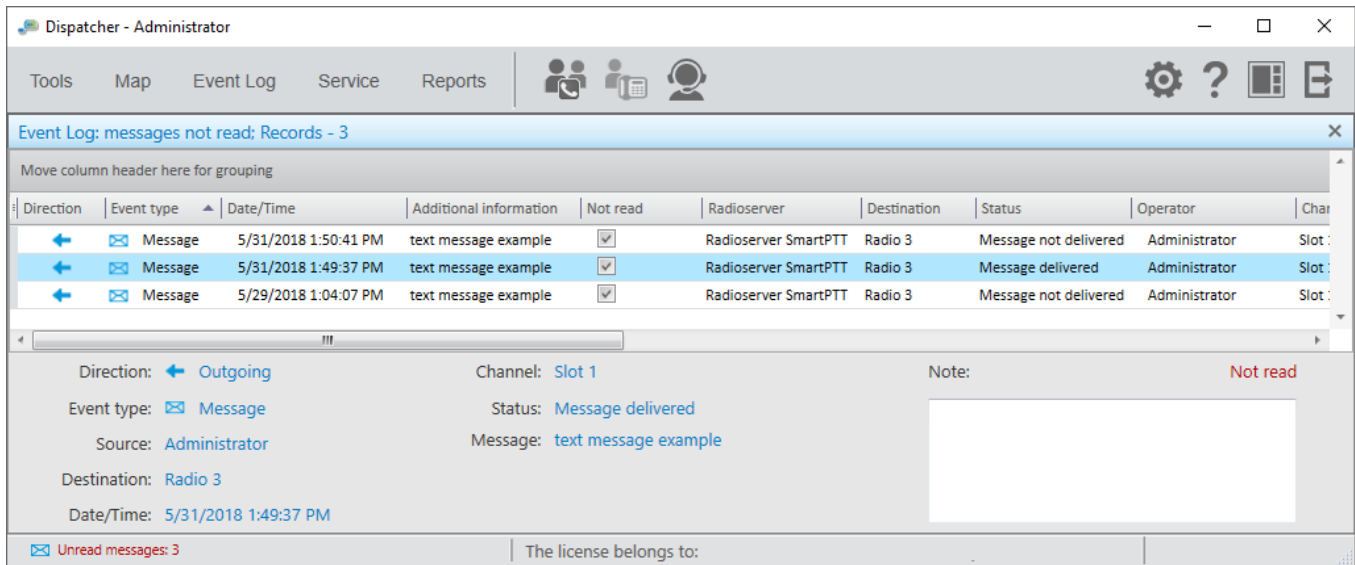 Dispatcher - Administrator
Tools Map Event Log Service Reports
Event Log: messages not read; Records - 3
Move column header here for grouping
Direction Event type Date/Time Additional information Not read Radioserver Destination Status Operator Char
Message 5/31/2018 1:50:41 PM text message example Radioserver SmartPTT Radio 3 Message not delivered Administrator Slot
Message 5/31/2018 1:49:37 PM text message example Radioserver SmartPTT Radio 3 Message delivered Administrator Slot
Message 5/29/2018 1:04:07 PM text message example Radioserver SmartPTT Radio 3 Message not delivered Administrator Slot
Direction: Outgoing Channel: Slot 1 Note: Not read
Event type: Message Status: Message delivered
Source: Administrator Message: text message example
Destination: Radio 3
Date/Time: 5/31/2018 1:49:37 PM
Unread messages: 3 The license belongs to: